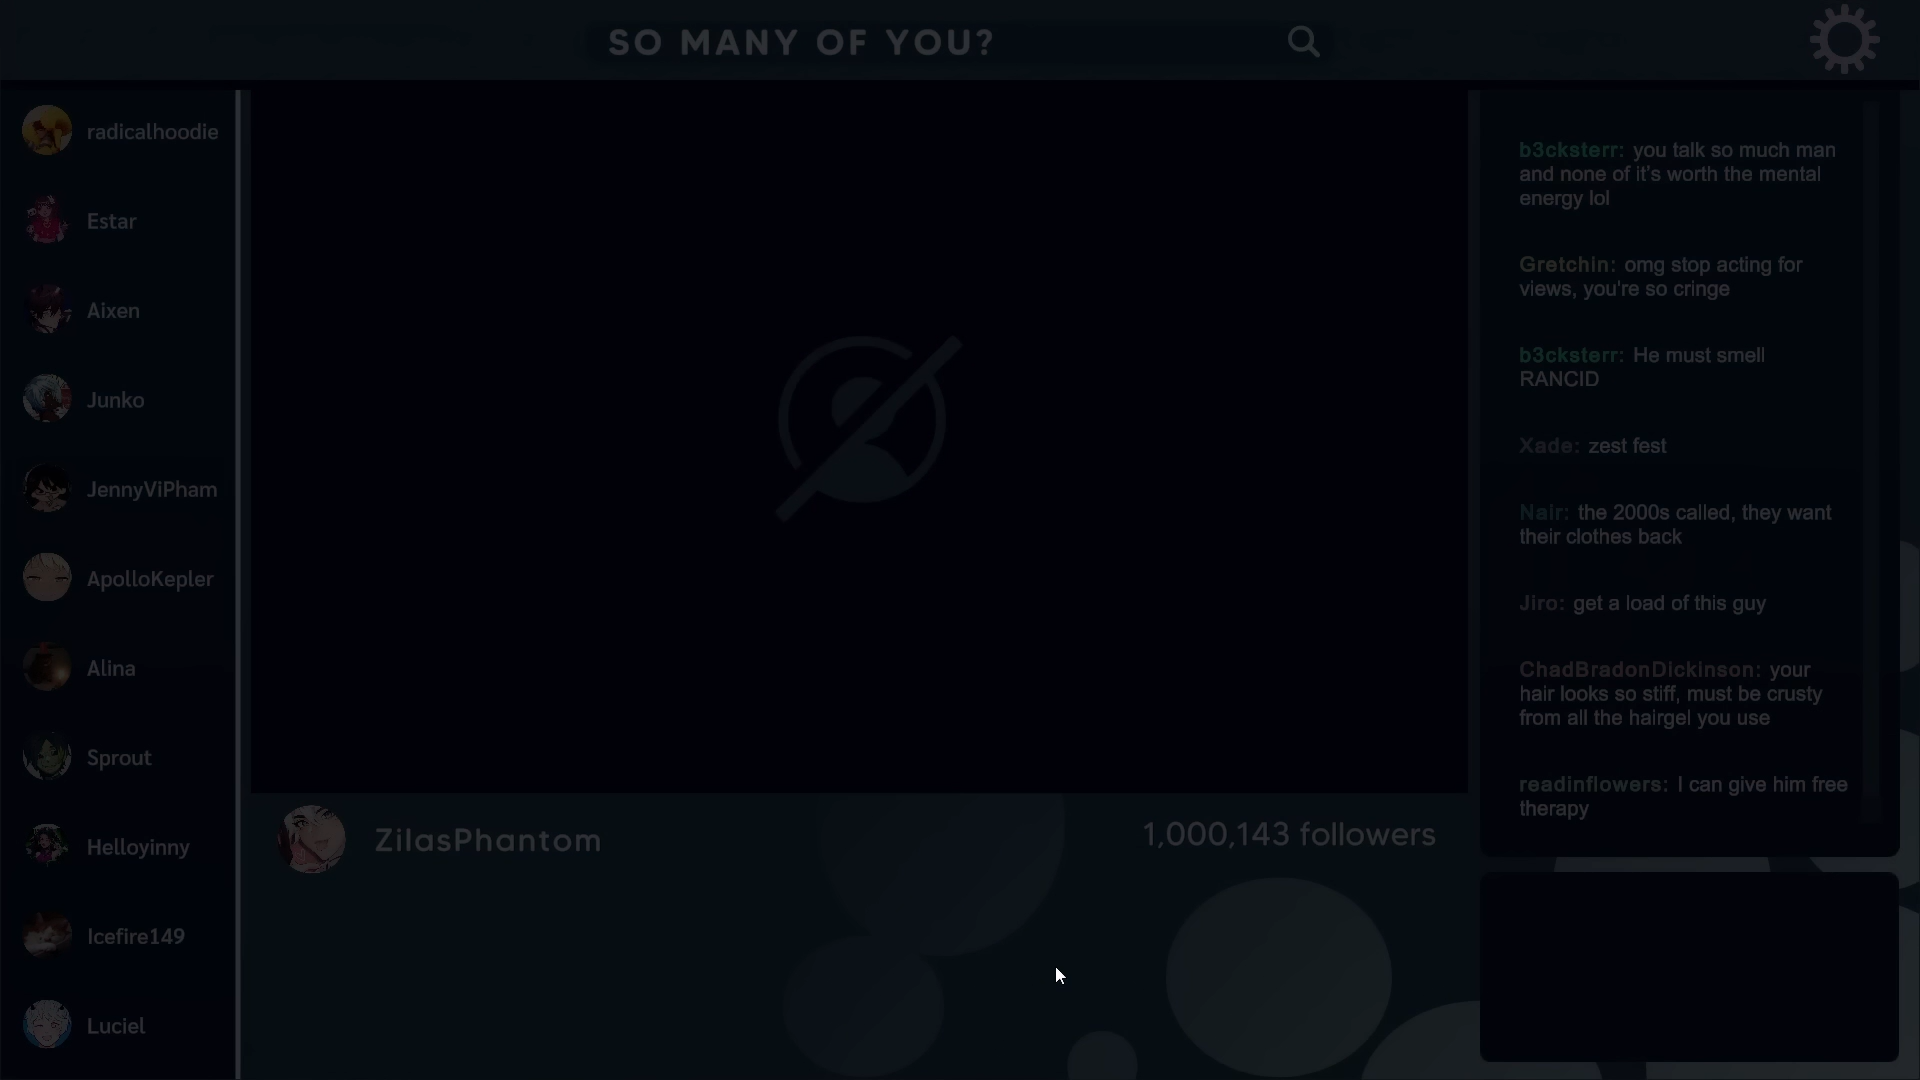 SO MANY OF YOU?
radicalhoodie
Estar
Aixen
Junko
JennyViPham
ApolloKepler
Alina
Sprout
Helloyinny
Icefire149
Luciel
ZilasPhantom
1,000,143 followers
b3cksterr: you talk so much man
and none of it's worth the mental
energy lol
Gretchin: omg stop acting for
views, you're so cringe
b3cksterr: He must smell
RANCID
Xade: zest fest
Nair: the 2000s called, they want
their clothes back
Jiro: get a load of this guy
ChadBradonDickinson: your
hair looks so stiff, must be crusty
from all the hairgel you use
readinflowers: I can give him free
therapy